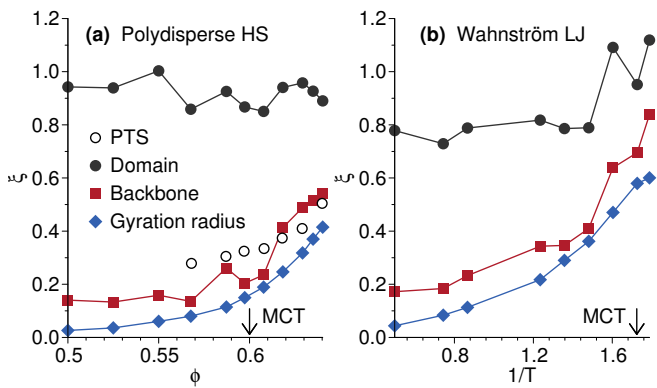 (a) Polydisperse HS
(b) Wahnström LJ
1.2
1.0
0.8
0.6
0.4
0.2
0.0
ξ
PTS
Domain
Backbone
Gyration radius
MCT
0.5
0.55
0.6
ϕ
1.2
1.0
0.8
0.6
0.4
0.2
0.0
ξ
MCT
0.8
1.2
1.6
1/T